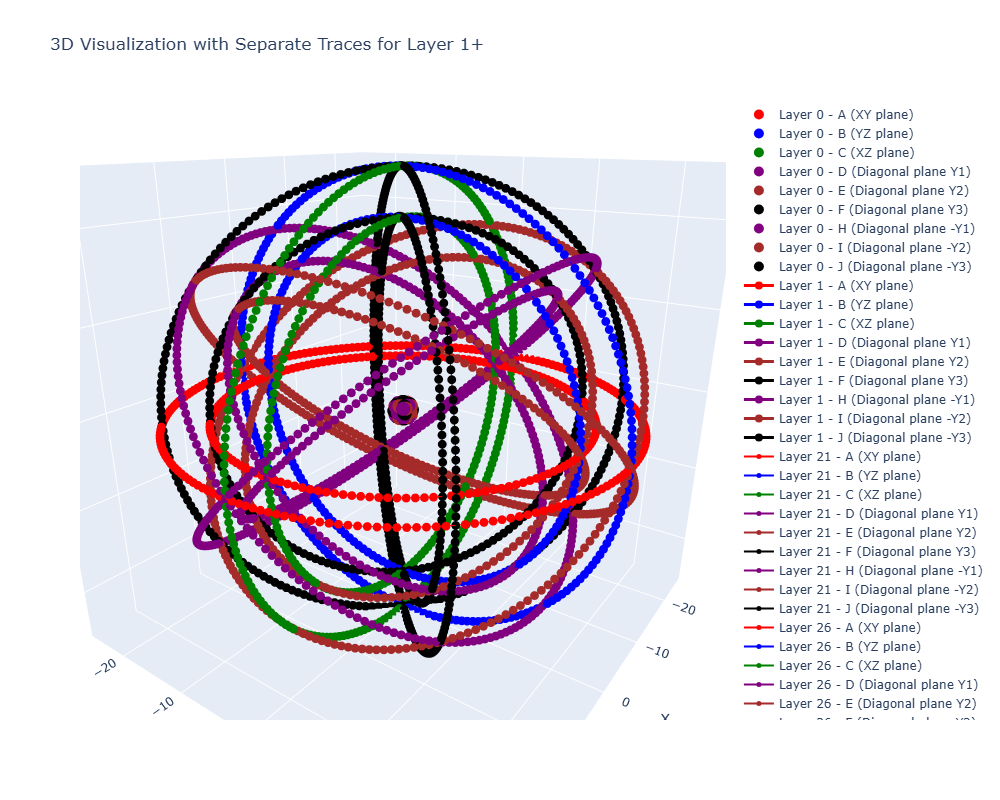 3D Visualization with Separate Traces for Layer 1+
Layer 0 - A (XY plane)
Layer 0 - B (YZ plane)
Layer 0 - C (XZ plane)
Layer 0 - D (Diagonal plane Y1)
Layer 0 - E (Diagonal plane Y2)
Layer 0 - F (Diagonal plane Y3)
Layer 0 - H (Diagonal plane -Y1)
Layer 0 - I (Diagonal plane -Y2)
Layer 0 - J (Diagonal plane -Y3)
Layer 1 - A (XY plane)
Layer 1 - B (YZ plane)
Layer 1 - C (XZ plane)
Layer 1 - D (Diagonal plane Y1)
Layer 1 - E (Diagonal plane Y2)
Layer 1 - F (Diagonal plane Y3)
Layer 1 - H (Diagonal plane -Y1)
Layer 1 - I (Diagonal plane -Y2)
Layer 1 - J (Diagonal plane -Y3)
Layer 21 - A (XY plane)
Layer 21 - B (YZ plane)
Layer 21 - C (XZ plane)
Layer 21 - D (Diagonal plane Y1)
Layer 21 - E (Diagonal plane Y2)
Layer 21 - F (Diagonal plane Y3)
Layer 21 - H (Diagonal plane -Y1)
Layer 21 - I (Diagonal plane -Y2)
Layer 21 - J (Diagonal plane -Y3)
Layer 26 - A (XY plane)
Layer 26 - B (YZ plane)
Layer 26 - C (XZ plane)
Layer 26 - D (Diagonal plane Y1)
Layer 26 - E (Diagonal plane Y2)
−20
−10
0
−20
−10